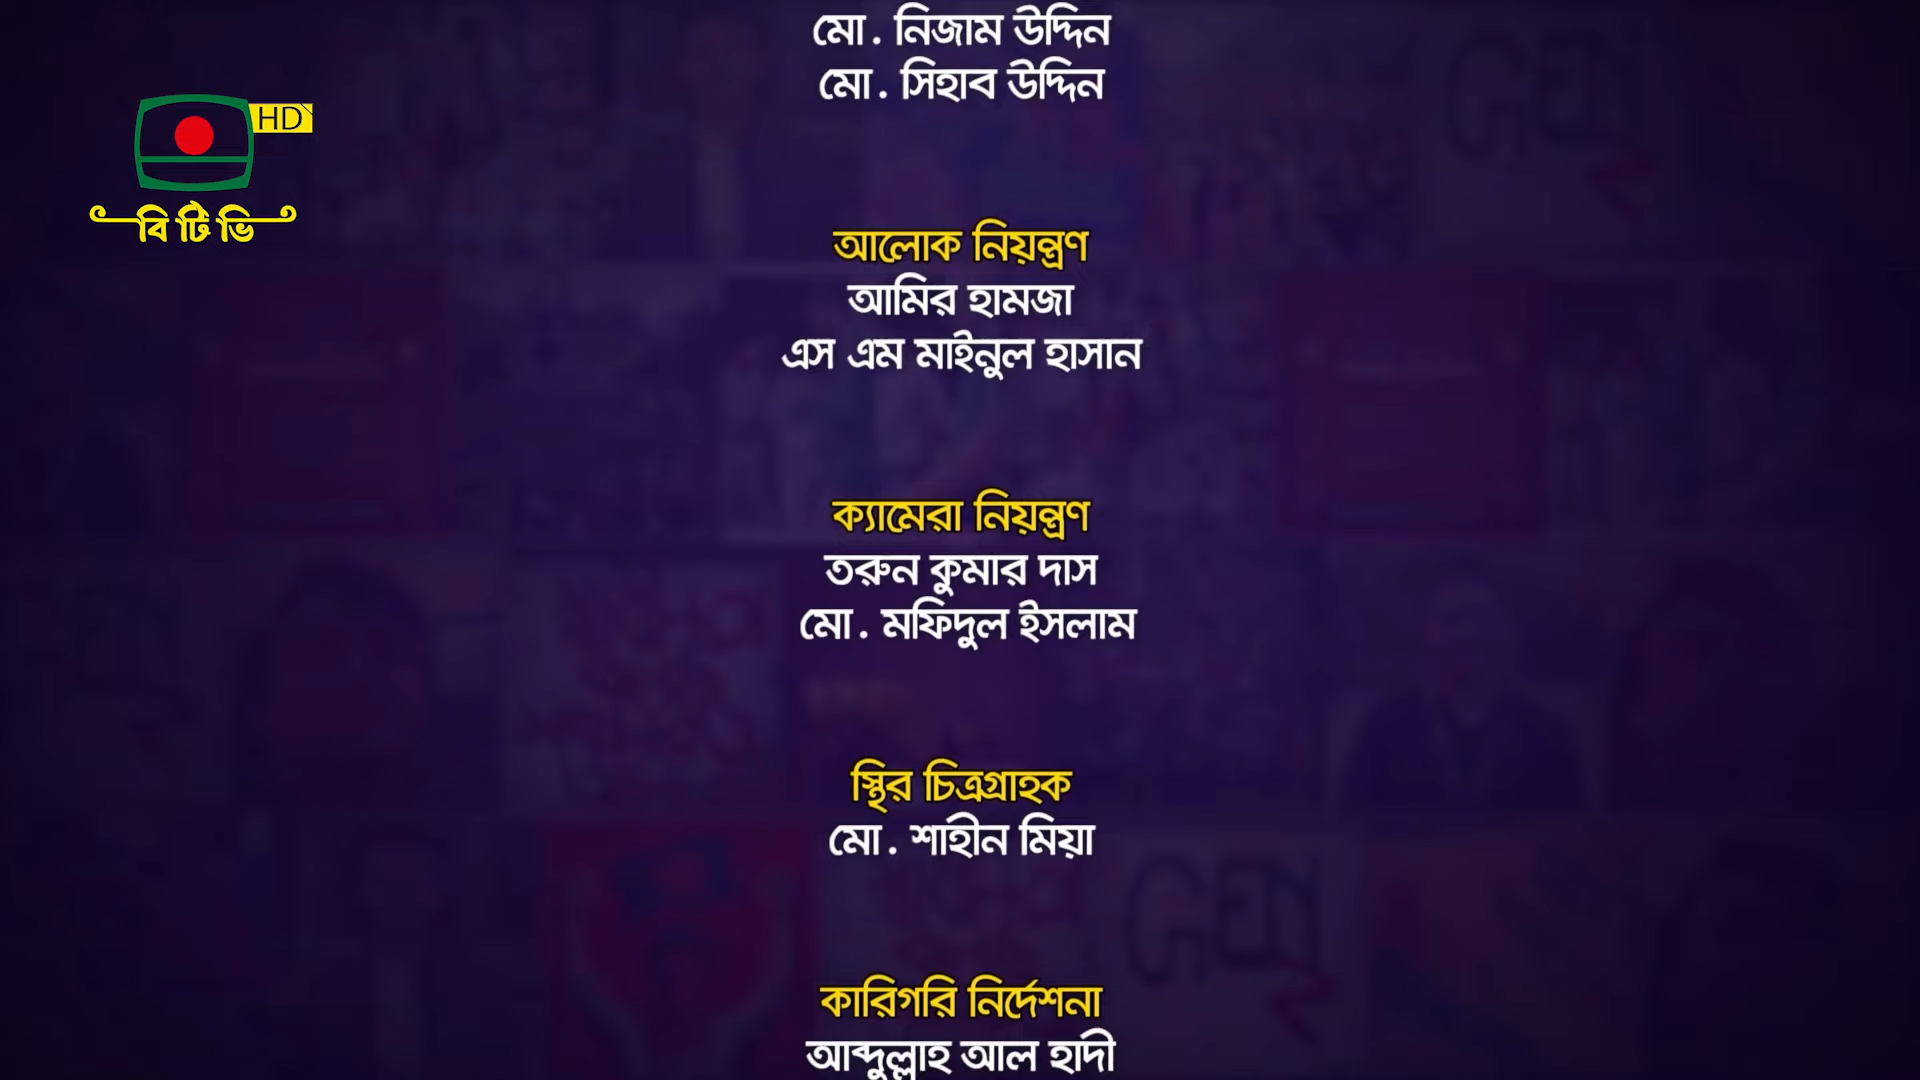 মো. নিজাম উদ্দিন
মো. সিহাব উদ্দিন
HD
বিটিভি
আলোক নিয়ন্ত্রণ
আমির হামজা
এস এম মাইনুল হাসান
ক্যামেরা নিয়ন্ত্রণ
তরুন কুমার দাস
মো. মফিদুল ইসলাম
স্থির চিত্রগ্রাহক
মো. শাহীন মিয়া
কারিগরি নির্দেশনা
আব্দুল্লাহ আল হাদী